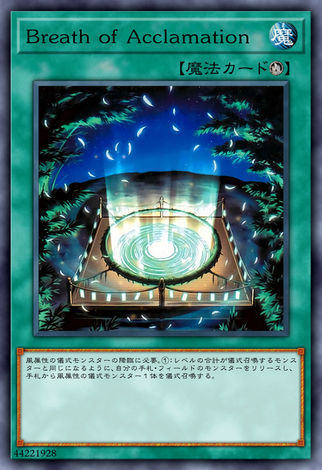 Breath of Acclamation
魔
【魔法カード】
風属性の儀式モンスターの降臨に必要。①:レベルの合計が儀式召喚するモンス
ターと同じになるように、自分の手札・フィールドのモンスターをリリースし、
手札から風属性の儀式モンスター1体を儀式召喚する。
44221928